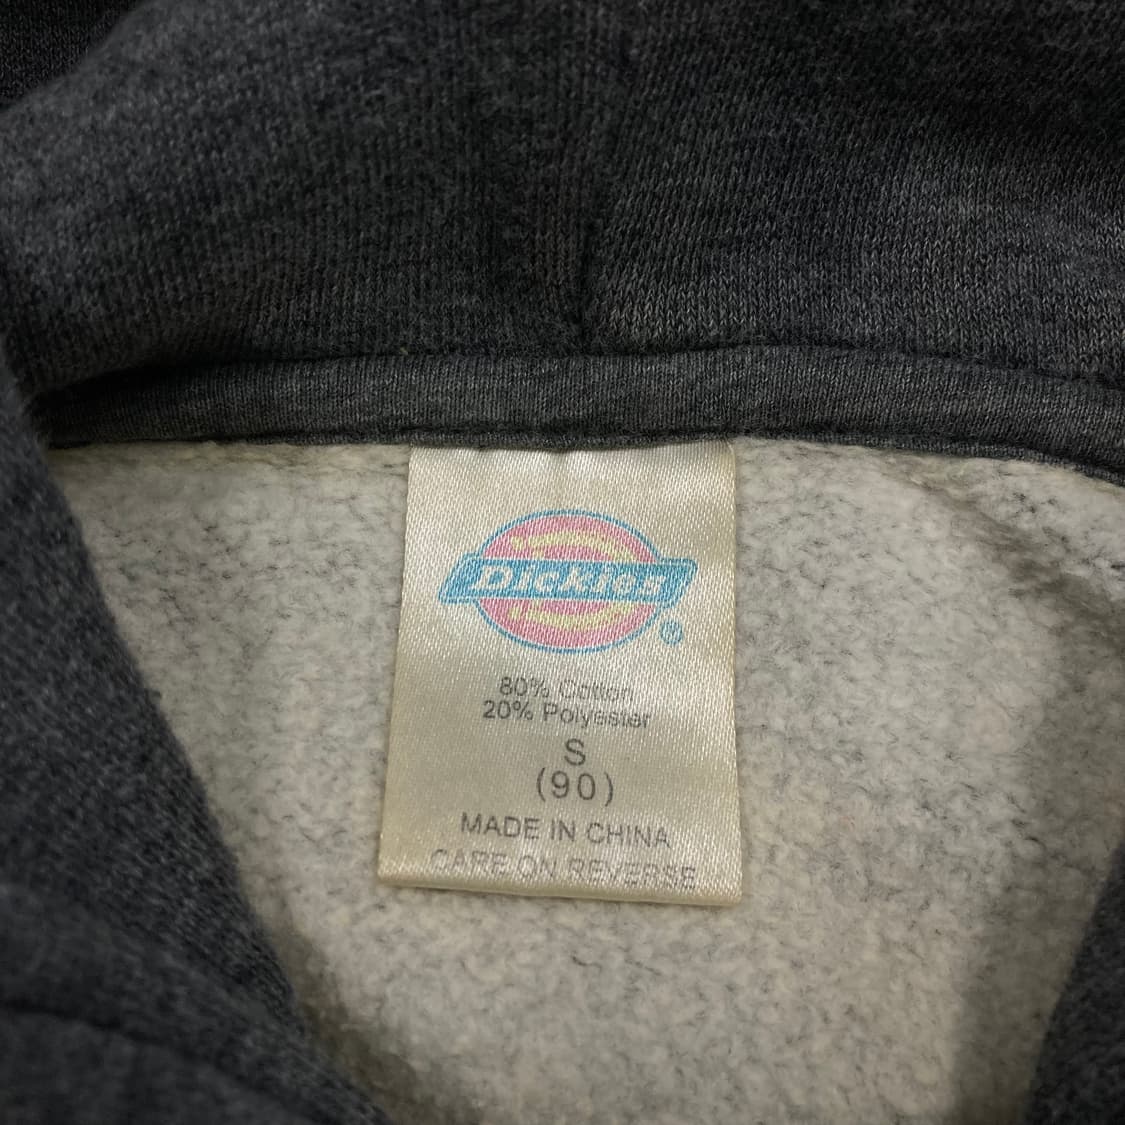 Dickies
®
80% Cotton
20% Polyester
S
(90)
MADE IN CHINA
CARE ON REVERSE